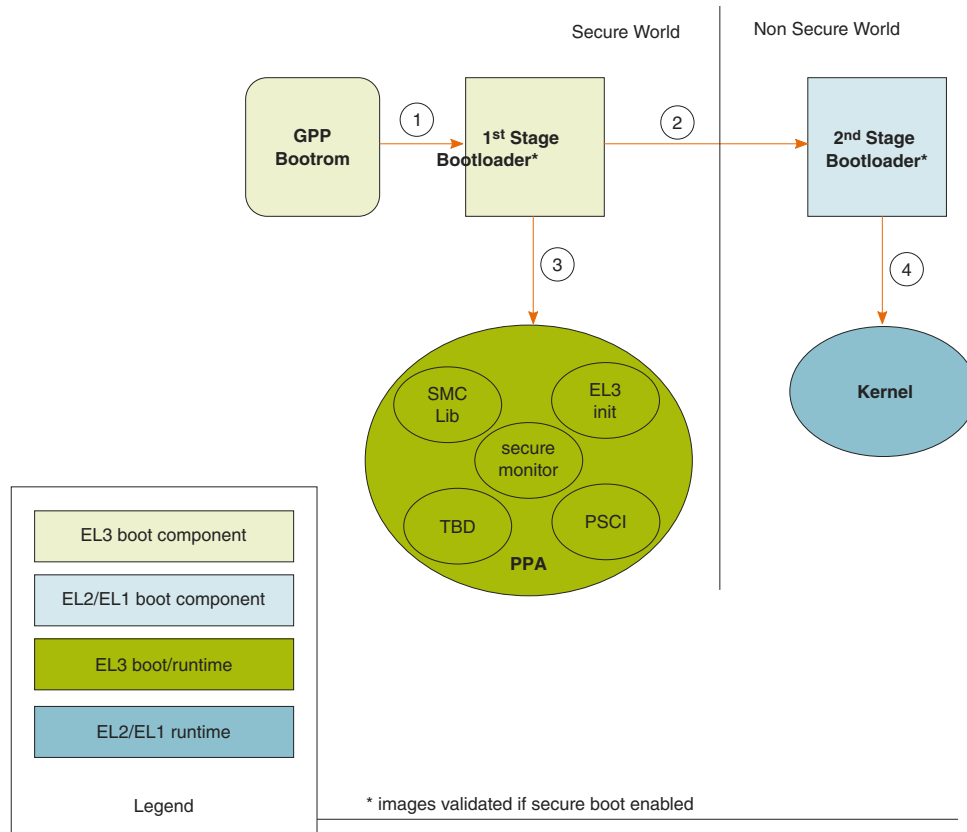 Secure World
Non Secure World
GPP
Bootrom
1
1st Stage
Bootloader*
2
2nd Stage
Bootloader*
3
4
SMC
Lib
EL3
init
secure
monitor
TBD
PSCI
PPA
Kernel
EL3 boot component
EL2/EL1 boot component
EL3 boot/runtime
EL2/EL1 runtime
Legend
* images validated if secure boot enabled